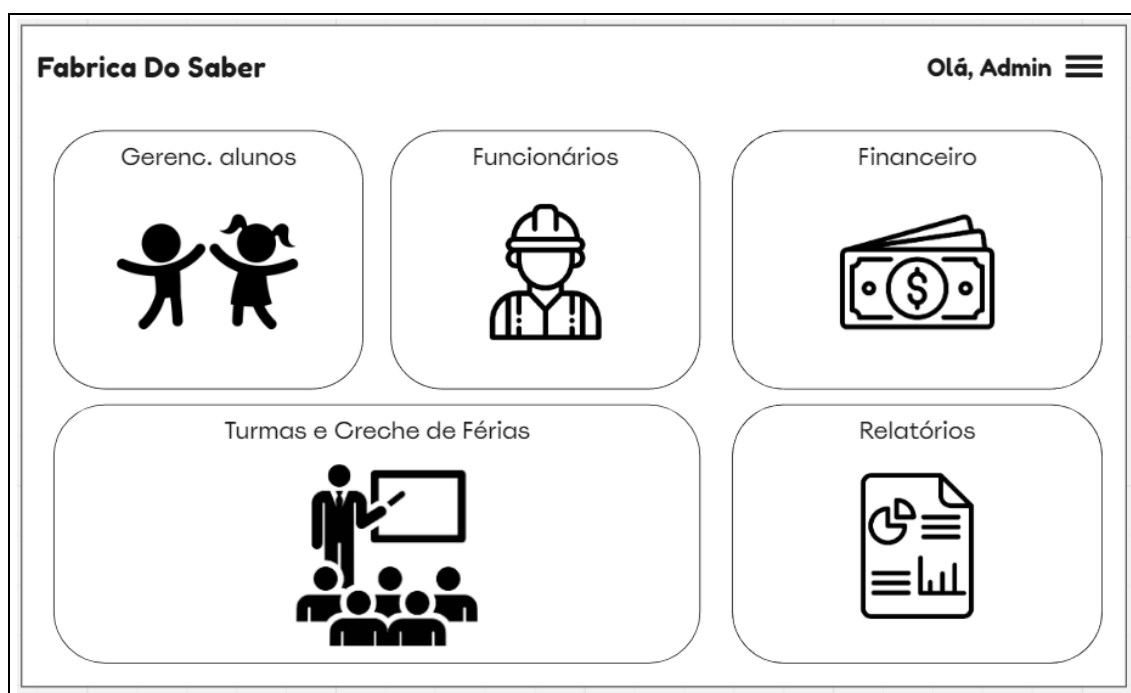 Fabrica Do Saber
Olá, Admin
Gerenc. alunos
Funcionários
Financeiro
$
Turmas e Creche de Férias
Relatórios